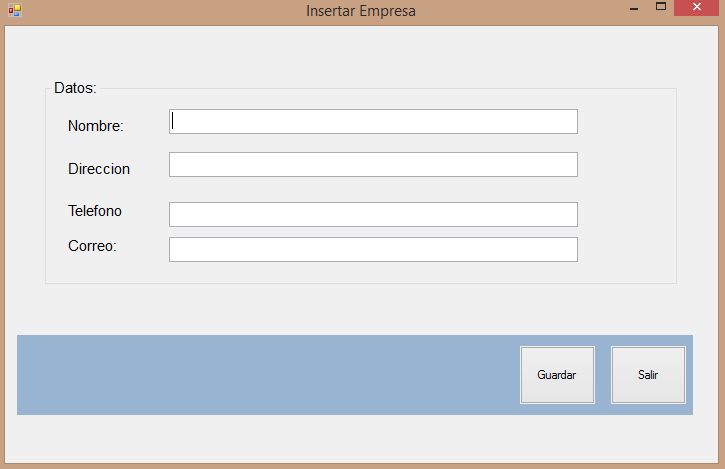 Insertar Empresa
Datos:
Nombre:
Direccion
Telefono
Correo:
Guardar
Salir